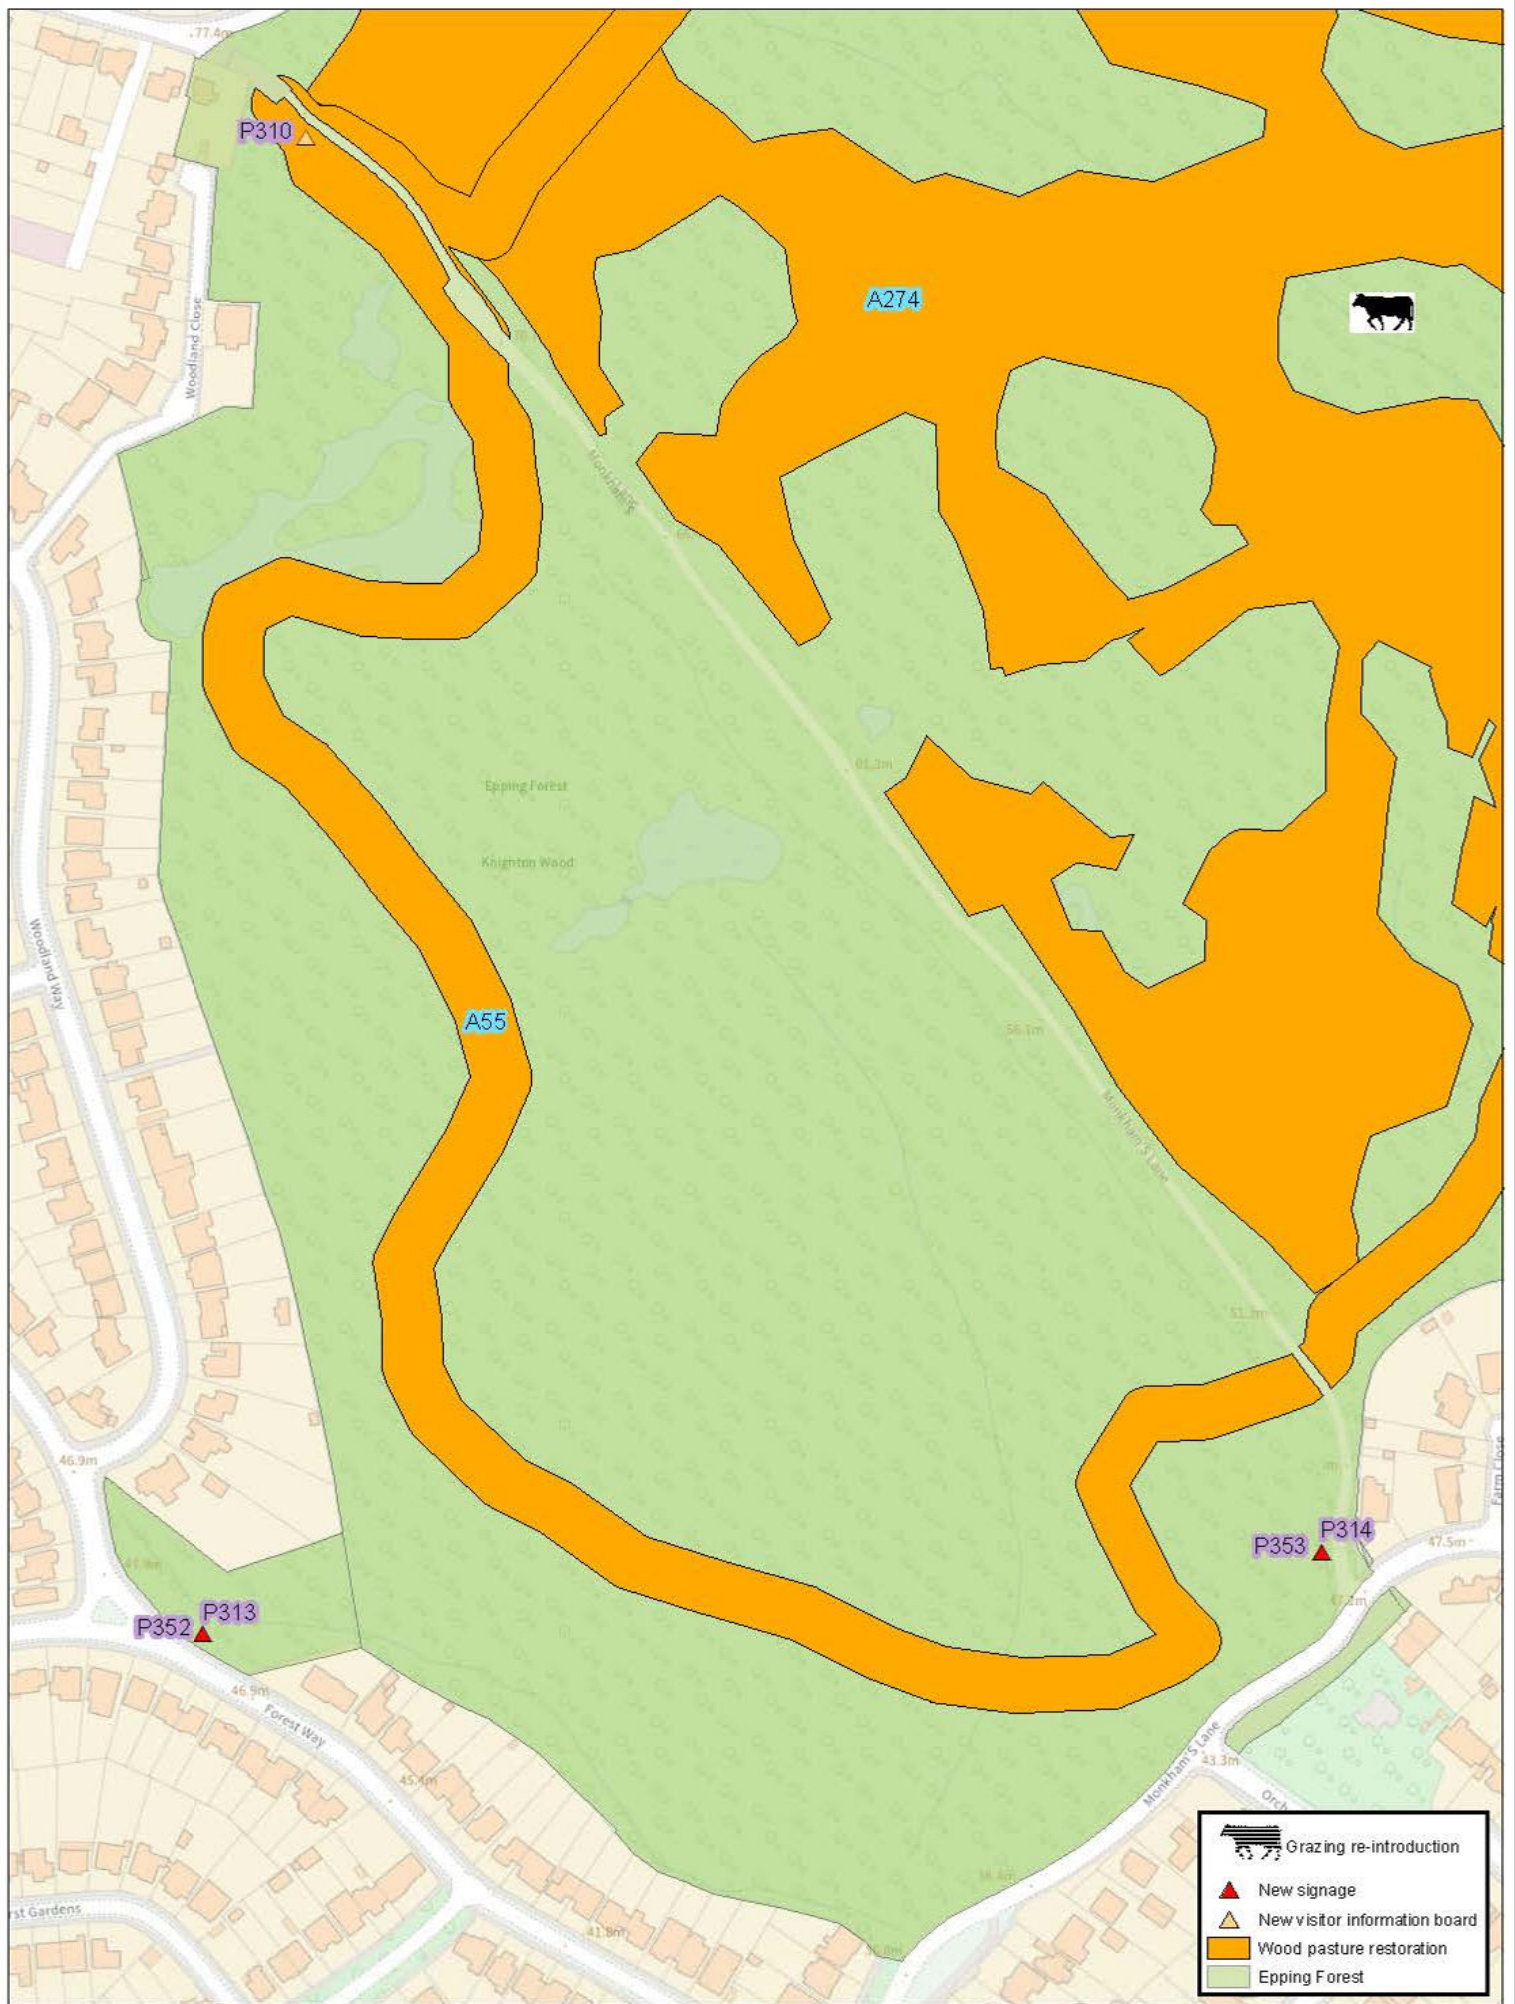 77.4m
P310
Woodland Close
A274
Monkham'S
Lane
61.3m
Epping Forest
Knighton Wood
Woodland Way
A55
56.1m
Monkham'S Lane
51.3m
46.9m
Farm Close
P314
P353
47.5m
P313
P352
46.9m
Forest Way
45.4m
Monkham'S Lane
43.3m
Orch
rst Gardens
41.8m
Grazing re-introduction
New signage
New visitor information board
Wood pasture restoration
Epping Forest